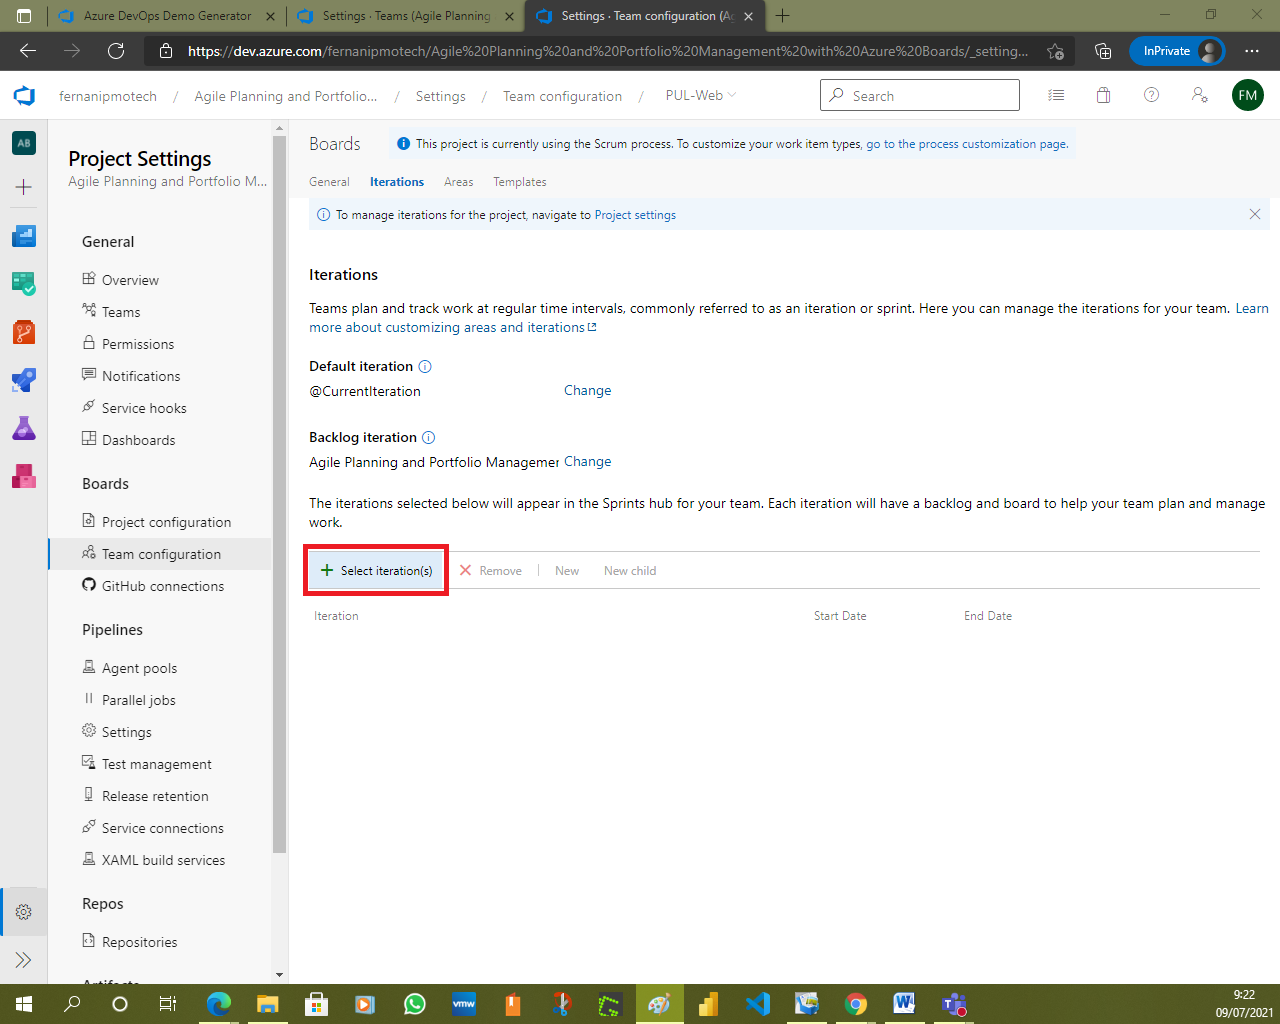 Azure DevOps Demo Generator
Settings · Teams (Agile Planning
Settings · Team configuration (Ag
https://dev.azure.com/fernanipmotech/Agile%20Planning%20and%20Portfolio%20Management%20with%20Azure%20Boards/_setting...
InPrivate
fernanipmotech / Agile Planning and Portfolio... / Settings / Team configuration / PUL-Web
Search
FM
AB
Project Settings
Agile Planning and Portfolio M...
General
Overview
Teams
Permissions
Notifications
Service hooks
Dashboards
Boards
Project configuration
Team configuration
GitHub connections
Pipelines
Agent pools
Parallel jobs
Settings
Test management
Release retention
Service connections
XAML build services
Repos
Repositories
Artifacts
Boards
This project is currently using the Scrum process. To customize your work item types, go to the process customization page.
General Iterations Areas Templates
To manage iterations for the project, navigate to Project settings
Iterations
Teams plan and track work at regular time intervals, commonly referred to as an iteration or sprint. Here you can manage the iterations for your team. Learn
more about customizing areas and iterations
Default iteration
@CurrentIteration Change
Backlog iteration
Agile Planning and Portfolio Managemer Change
The iterations selected below will appear in the Sprints hub for your team. Each iteration will have a backlog and board to help your team plan and manage
work.
Select iteration(s) Remove New New child
Iteration Start Date End Date
vmw
9:22
09/07/2021